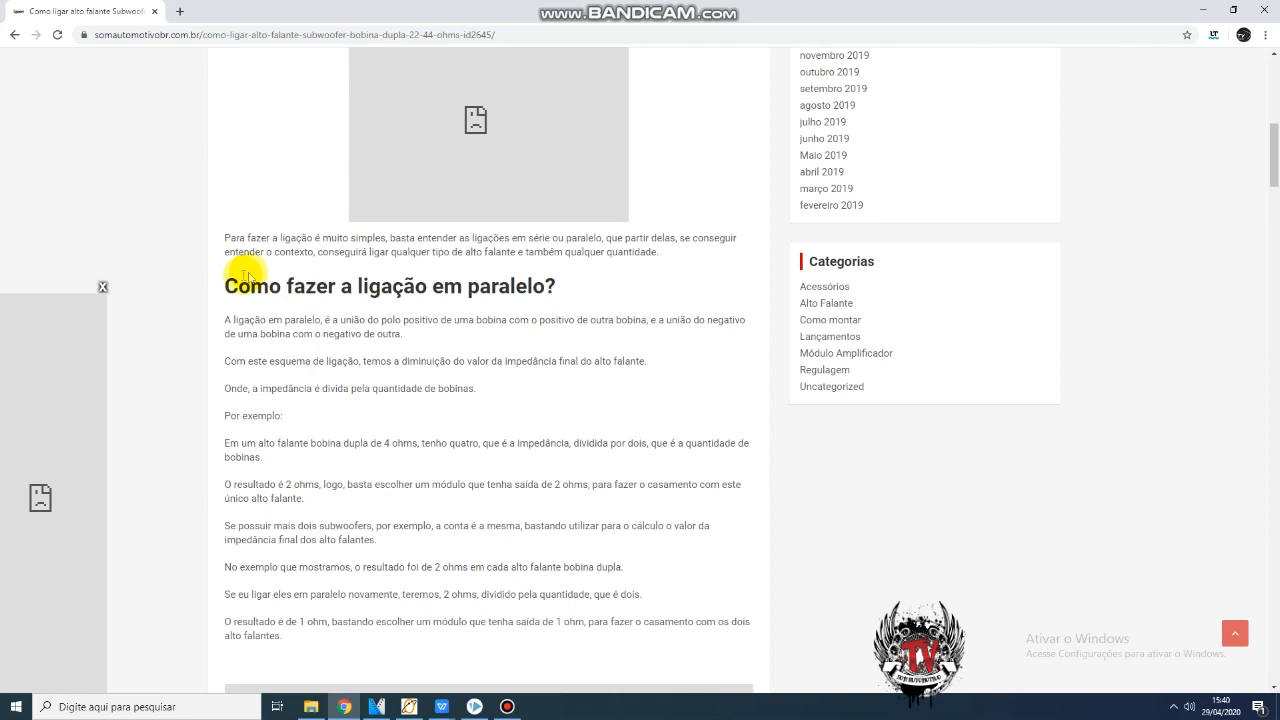 www.BANDICAM.com
Como ligar alto falante Subwoofe
somautomotivobr.com.br/como-ligar-alto-falante-subwoofer-bobina-dupla-22-44-ohms-id2645/
Para fazer a ligação é muito simples, basta entender as ligações em série ou paralelo, que partir delas, se conseguir
entender o contexto, conseguirá ligar qualquer tipo de alto falante e também qualquer quantidade.
Como fazer a ligação em paralelo?
A ligação em paralelo, é a união do polo positivo de uma bobina com o positivo de outra bobina, e a união do negativo
de uma bobina com o negativo de outra.
Com este esquema de ligação, temos a diminuição do valor da impedância final do alto falante.
Onde, a impedância é divida pela quantidade de bobinas.
Por exemplo:
Em um alto falante bobina dupla de 4 ohms, tenho quatro, que é a impedância, dividida por dois, que é a quantidade de
bobinas.
O resultado é 2 ohms, logo, basta escolher um módulo que tenha saída de 2 ohms, para fazer o casamento com este
único alto falante.
Se possuir mais dois subwoofers, por exemplo, a conta é a mesma, bastando utilizar para o cálculo o valor da
impedância final dos alto falantes.
No exemplo que mostramos, o resultado foi de 2 ohms em cada alto falante bobina dupla.
Se eu ligar eles em paralelo novamente, teremos, 2 ohms, dividido pela quantidade, que é dois.
O resultado é de 1 ohm, bastando escolher um módulo que tenha saída de 1 ohm, para fazer o casamento com os dois
alto falantes.
X
novembro 2019
outubro 2019
setembro 2019
agosto 2019
julho 2019
junho 2019
Maio 2019
abril 2019
março 2019
fevereiro 2019
Categorias
Acessórios
Alto Falante
Como montar
Lançamentos
Módulo Amplificador
Regulagem
Uncategorized
TV
SOM AUTOMOTIVO
Ativar o Windows
Acesse Configurações para ativar o Windows.
Digite aqui para pesquisar
15:40
29/04/2020